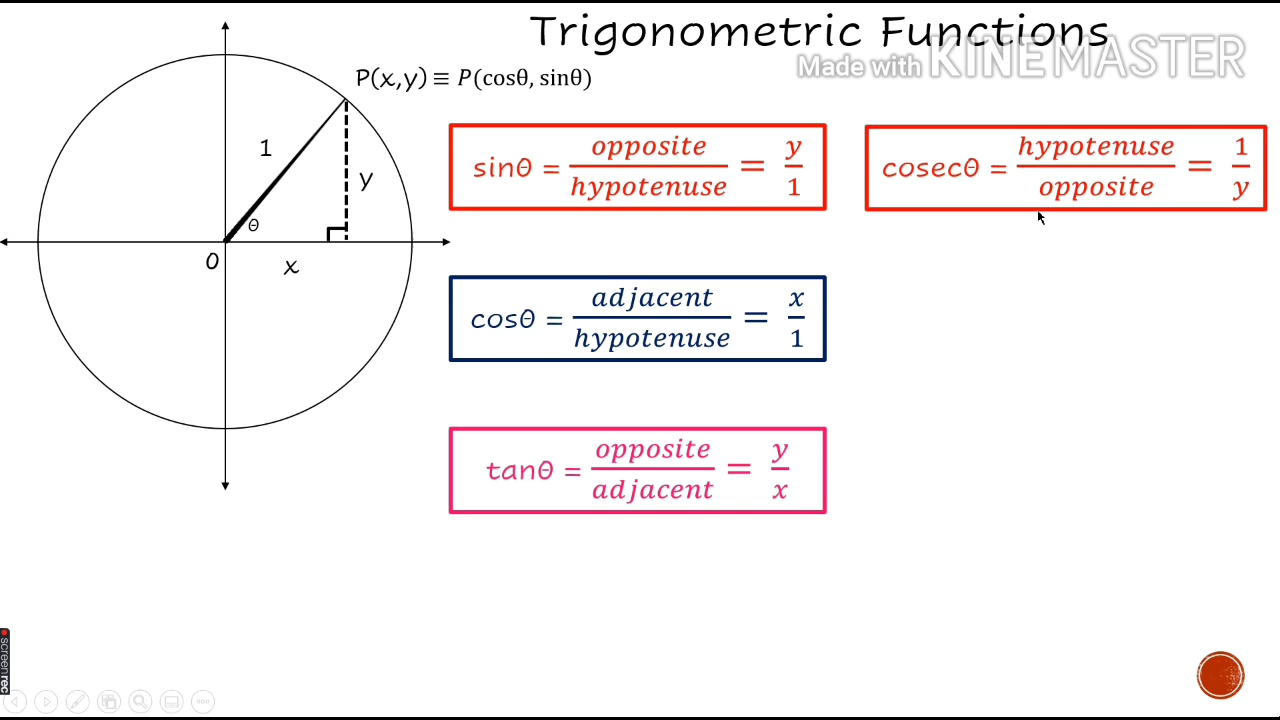 Trigonometric Functions
Made with KINEMASTER
P(x,y) ≡ P(cosθ, sinθ)
1
y
θ
O
x
sinθ = opposite/hypotenuse = y/1
cosecθ = hypotenuse/opposite = 1/y
cosθ = adjacent/hypotenuse = x/1
tanθ = opposite/adjacent = y/x
screenrec